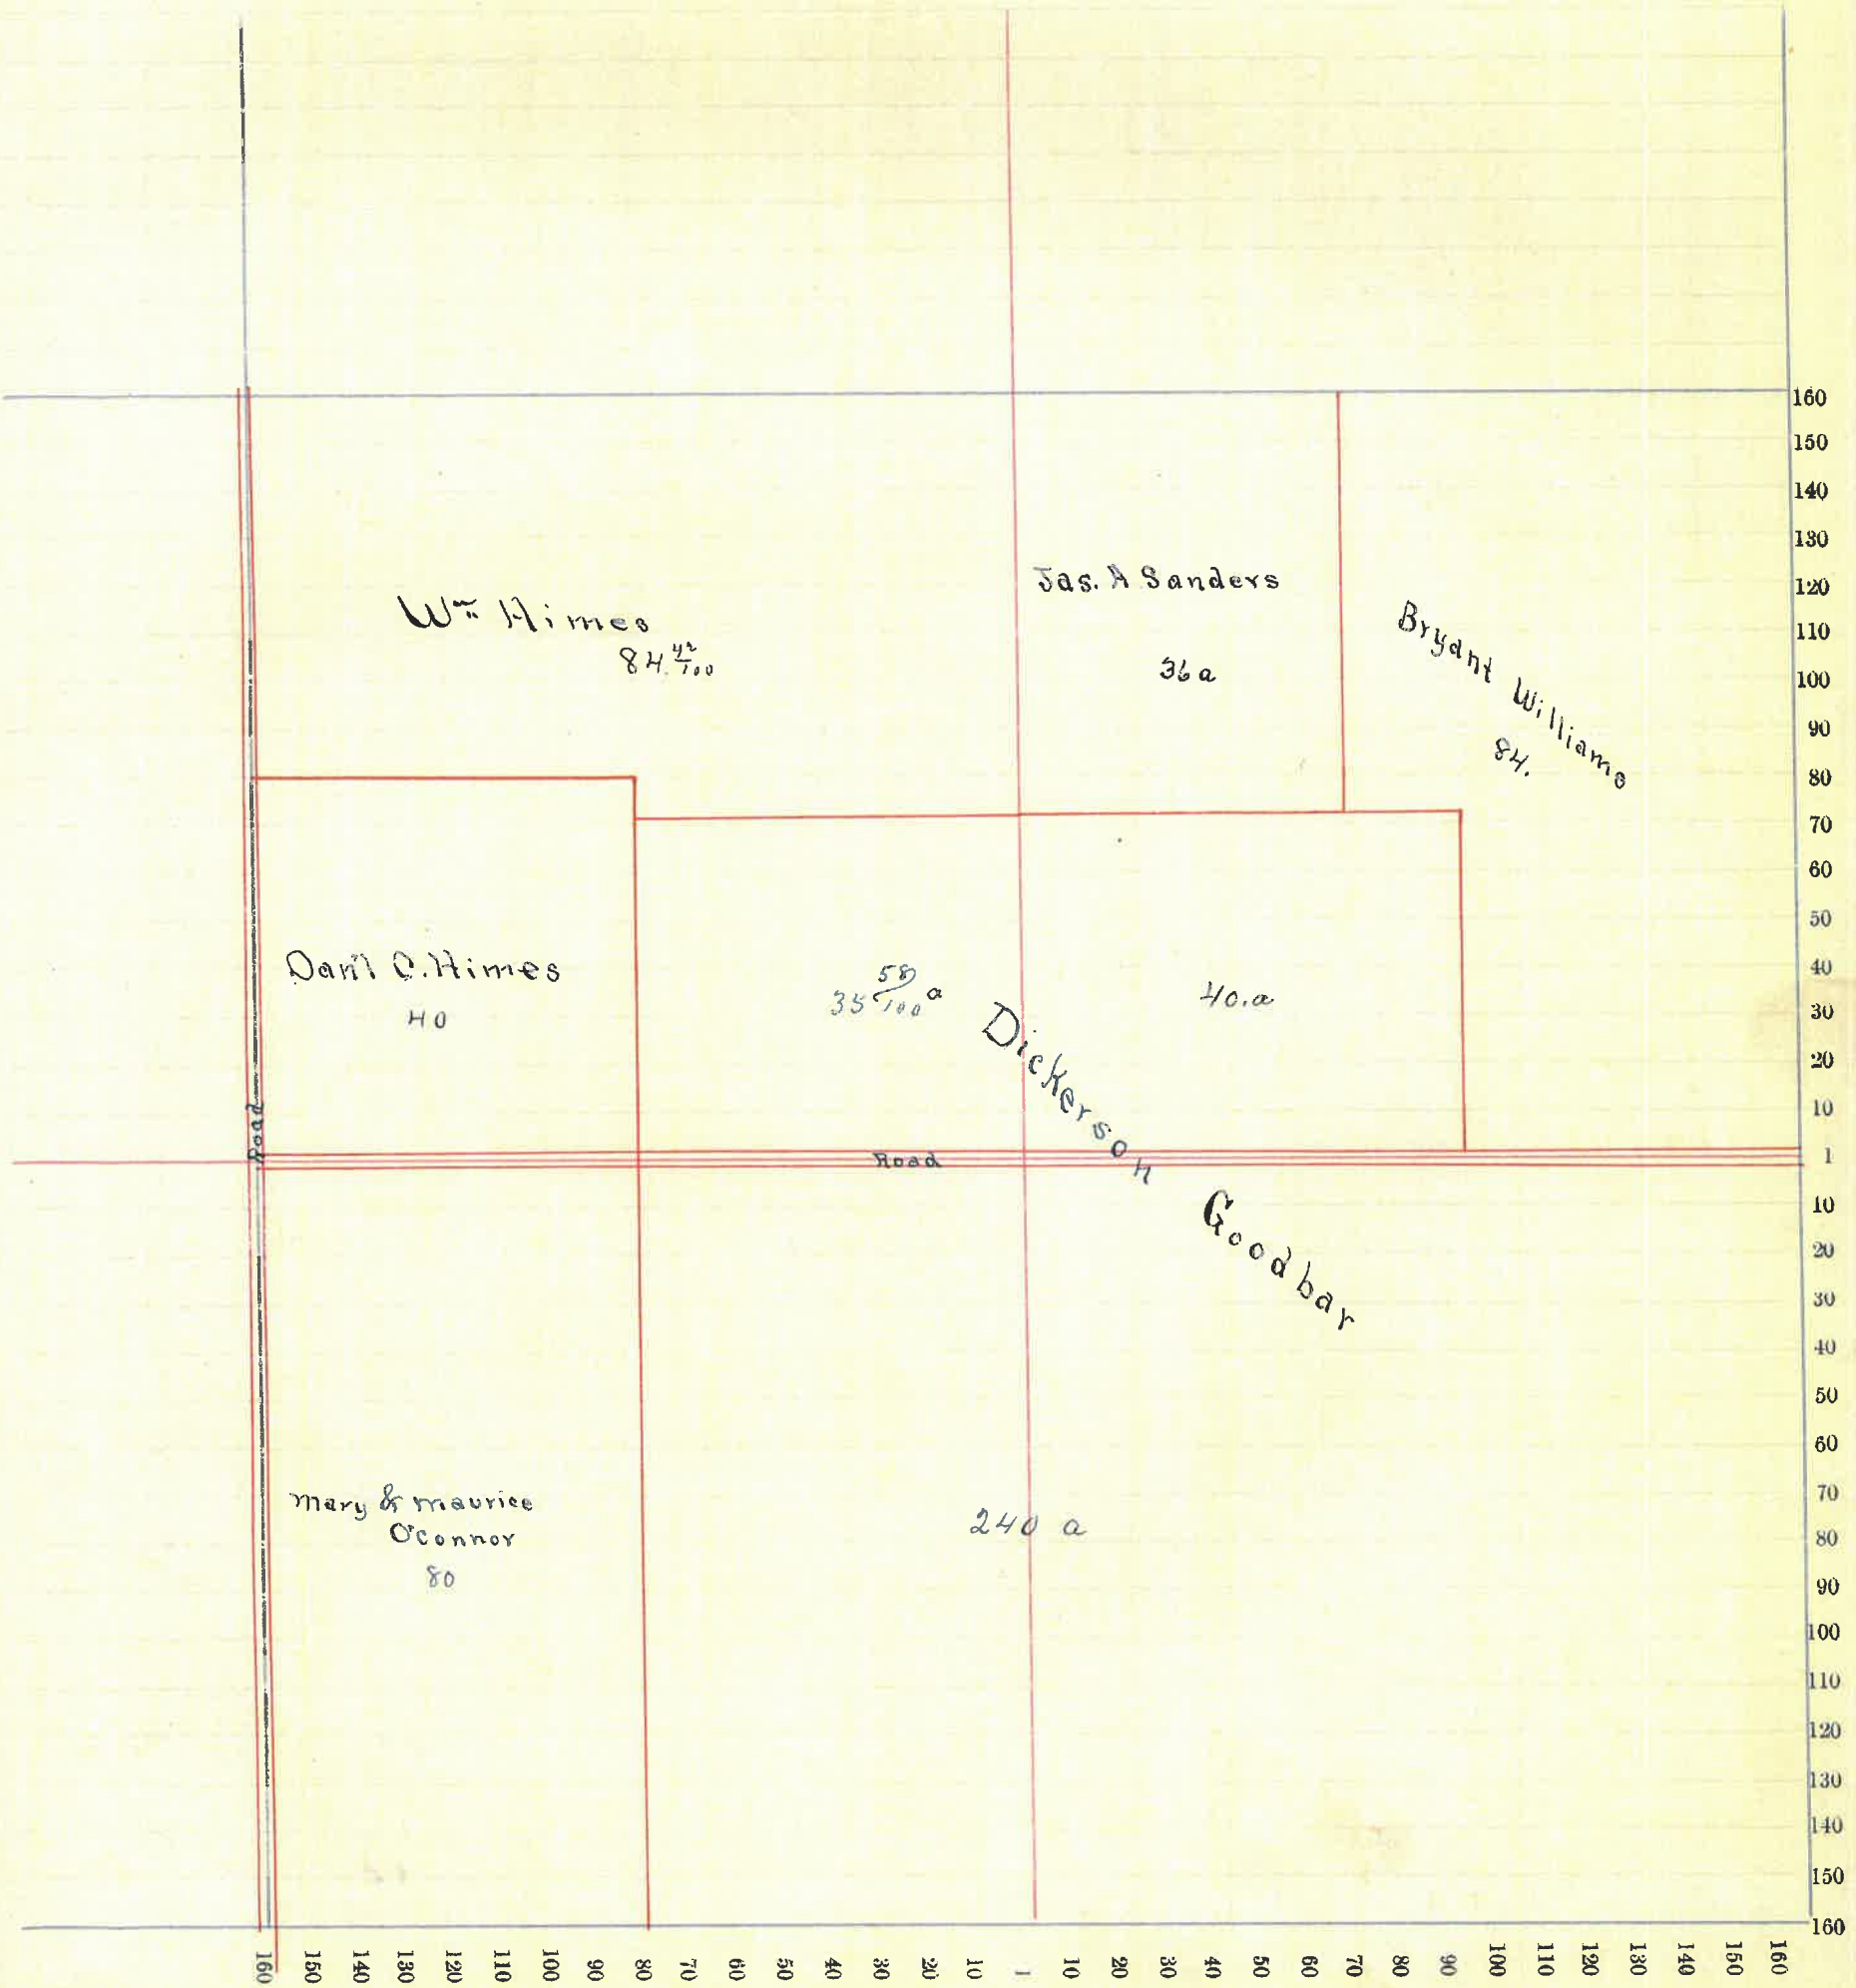 Wm Himes
84. 42/100
Jas. A Sanders
36 a
Bryant Williams
84.
Dan'l C. Himes
40
35 58/100 a
40. a
Dickerson Goodbar
Road
Road
Mary & Maurice
O'Connor
80
240 a
160
150
140
130
120
110
100
90
80
70
60
50
40
30
20
10
1
10
20
30
40
50
60
70
80
90
100
110
120
130
140
150
160
160 150 140 130 120 110 100 90 80 70 60 50 40 30 20 10 1 10 20 30 40 50 60 70 80 90 100 110 120 130 140 150 160